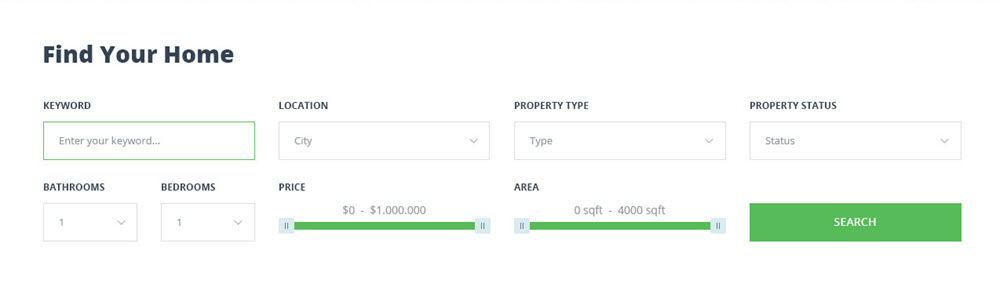 Find Your Home
KEYWORD
LOCATION
PROPERTY TYPE
PROPERTY STATUS
Enter your keyword...
City
Type
Status
BATHROOMS
BEDROOMS
PRICE
AREA
1
1
$0 - $1.000.000
0 sqft - 4000 sqft
SEARCH